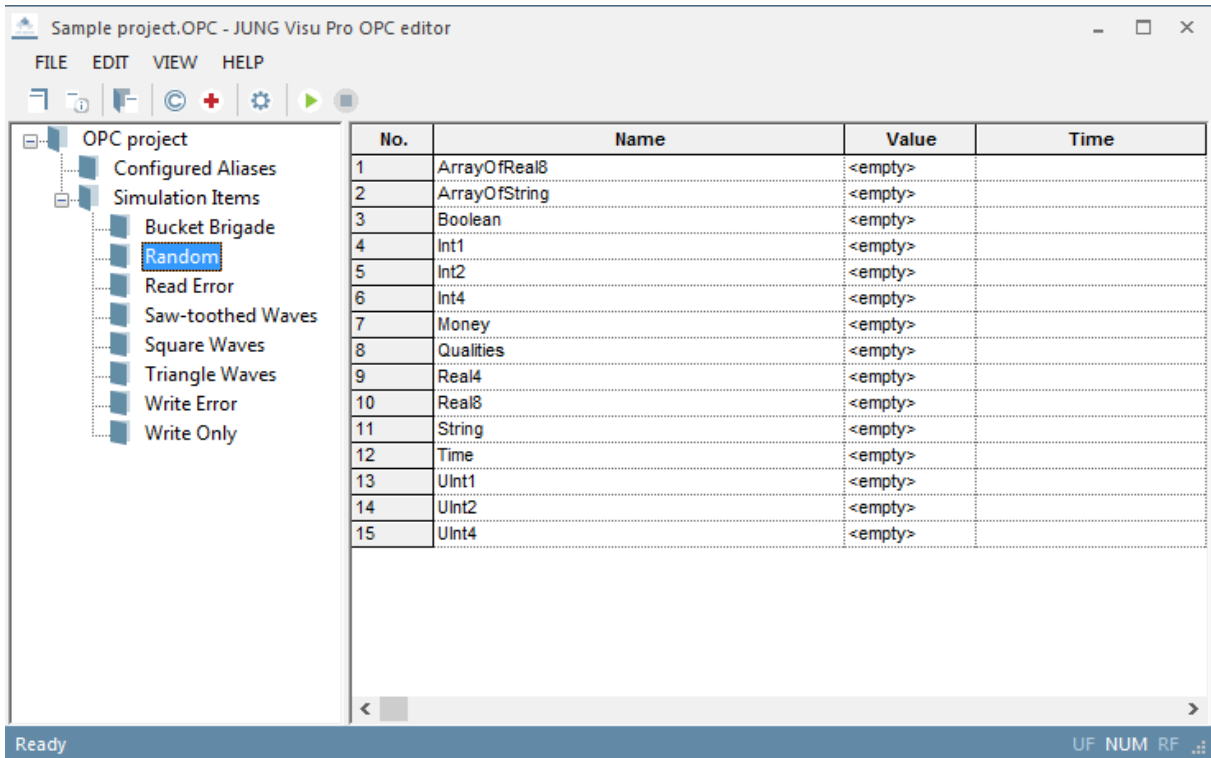 Sample project.OPC - JUNG Visu Pro OPC editor
FILE EDIT VIEW HELP
OPC project
Configured Aliases
Simulation Items
Bucket Brigade
Random
Read Error
Saw-toothed Waves
Square Waves
Triangle Waves
Write Error
Write Only
No. Name Value Time
1 ArrayOfReal8 <empty>
2 ArrayOfString <empty>
3 Boolean <empty>
4 Int1 <empty>
5 Int2 <empty>
6 Int4 <empty>
7 Money <empty>
8 Qualities <empty>
9 Real4 <empty>
10 Real8 <empty>
11 String <empty>
12 Time <empty>
13 UInt1 <empty>
14 UInt2 <empty>
15 UInt4 <empty>
Ready UF NUM RF